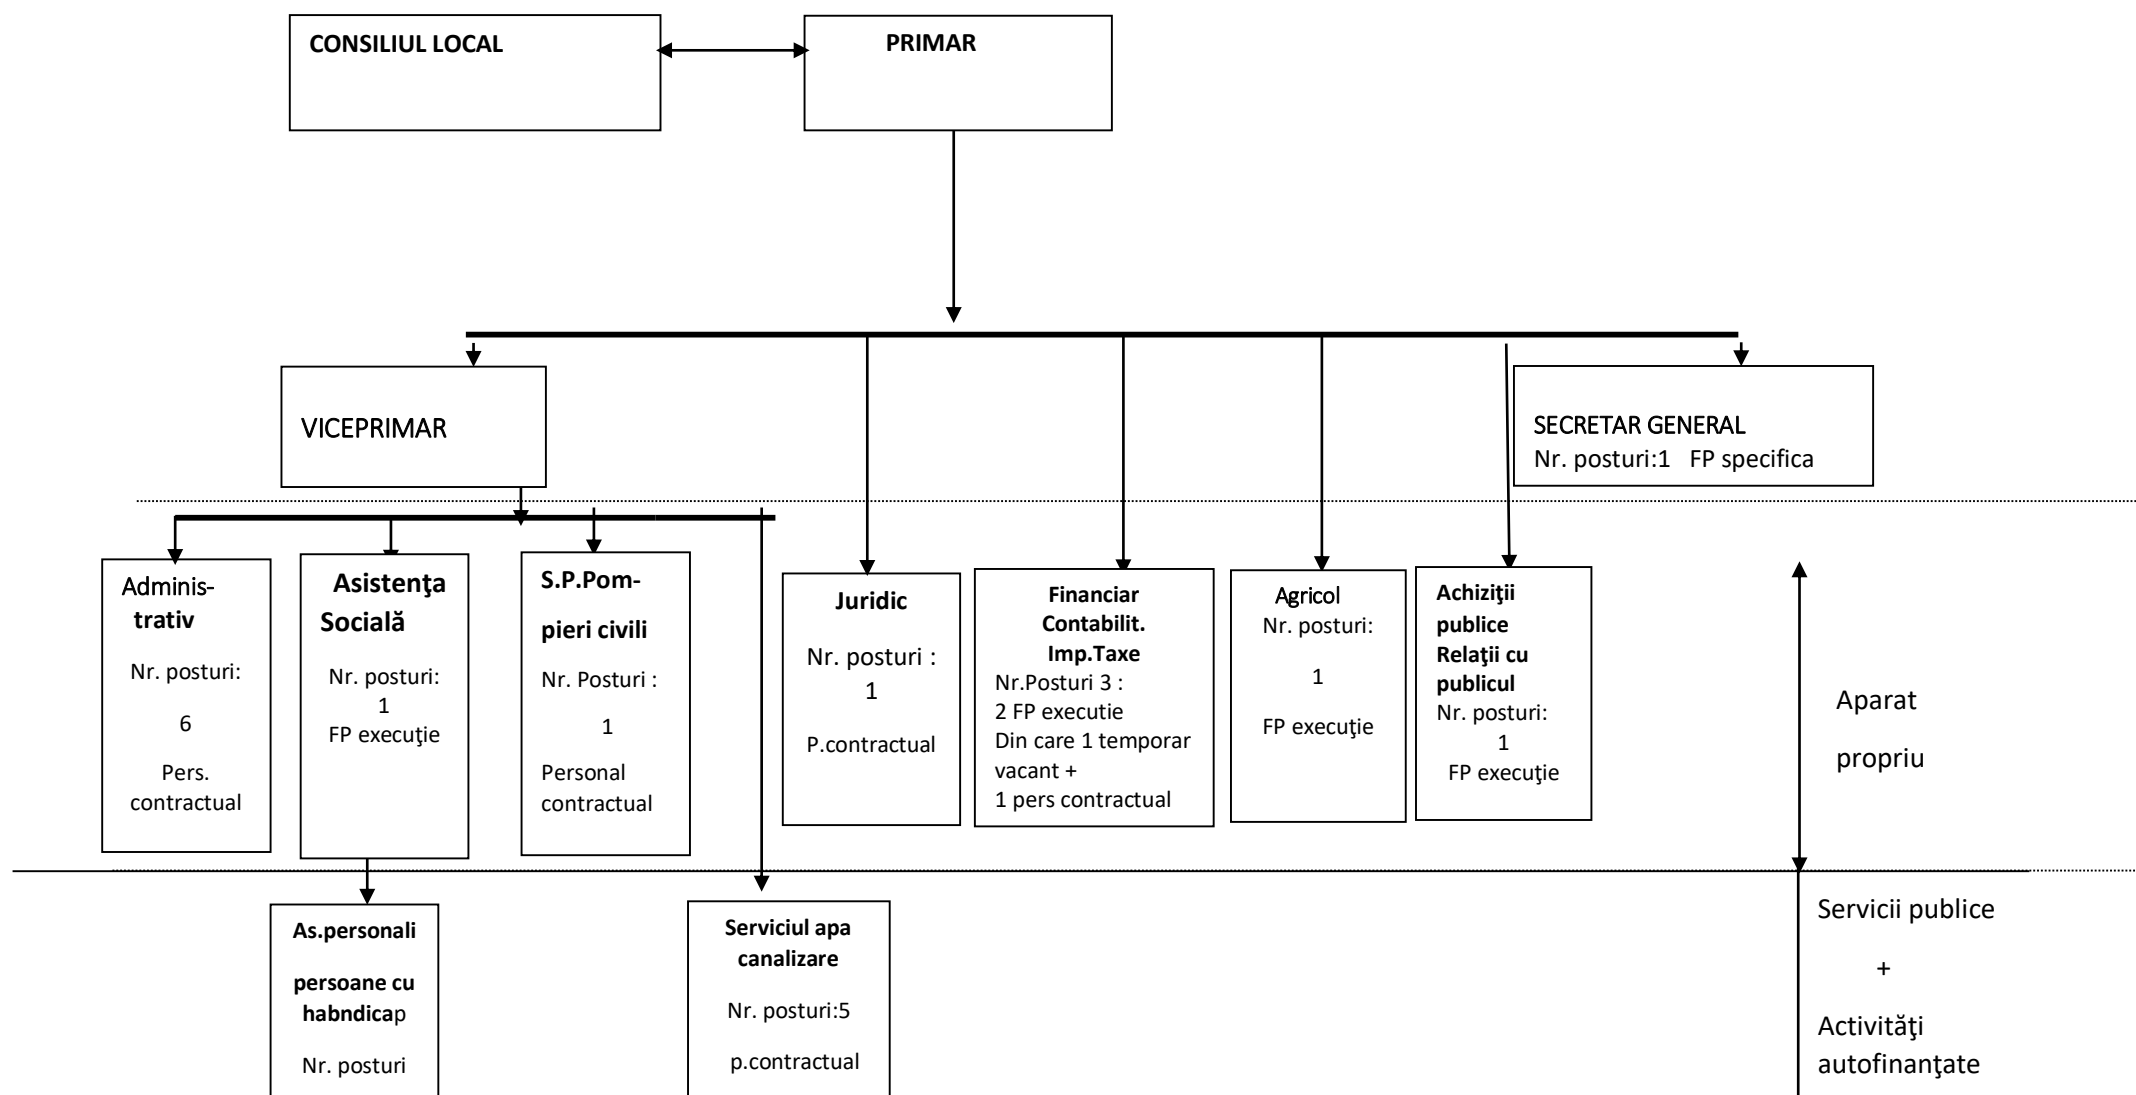 CONSILIUL LOCAL
PRIMAR
VICEPRIMAR
SECRETAR GENERAL
Nr. posturi:1 FP specifica
Adminis-
trativ
Nr. posturi:
6
Pers.
contractual
Asistenţa
Socială
Nr. posturi:
1
FP execuţie
S.P.Pom-
pieri civili
Nr. Posturi :
1
Personal
contractual
Juridic
Nr. posturi :
1
P.contractual
Financiar
Contabilit.
Imp.Taxe
Nr.Posturi 3 :
2 FP executie
Din care 1 temporar
vacant +
1 pers contractual
Agricol
Nr. posturi:
1
FP execuţie
Achiziţii
publice
Relaţii cu
publicul
Nr. posturi:
1
FP execuţie
Aparat
propriu
As.personali
persoane cu
habndicap
Nr. posturi
Serviciul apa
canalizare
Nr. posturi:5
p.contractual
Servicii publice
+
Activităţi
autofinanţate